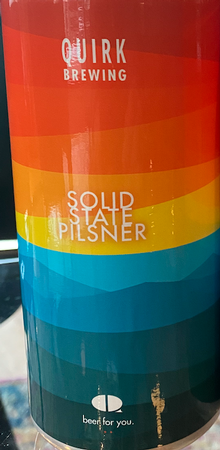 QUIRK
BREWING
SOLID
STATE
PILSNER
beer for you.